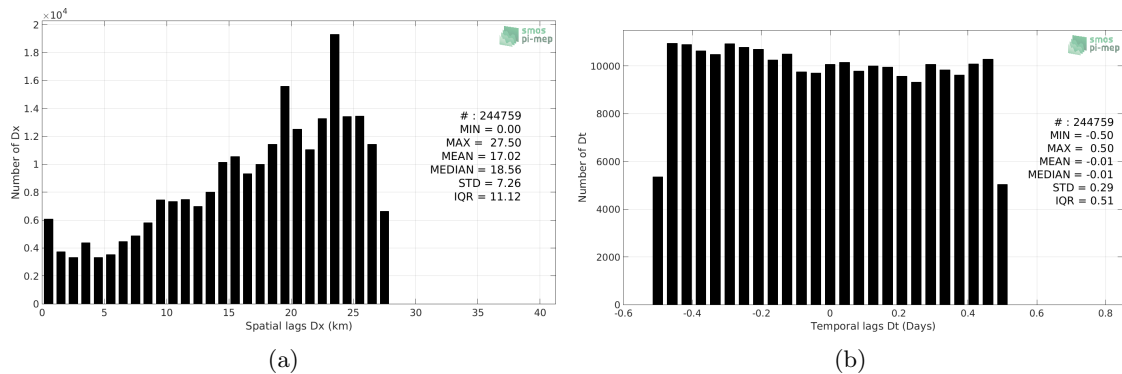 ×10⁴
2
1.8
1.6
1.4
1.2
1
0.8
0.6
0.4
0.2
0
Number of Dx
smos
pi-mep
# : 244759
MIN = 0.00
MAX = 27.50
MEAN = 17.02
MEDIAN = 18.56
STD = 7.26
IQR = 11.12
0 5 10 15 20 25 30 35 40
Spatial lags Dx (km)
(a)
10000
8000
6000
4000
2000
0
Number of Dt
smos
pi-mep
# : 244759
MIN = -0.50
MAX = 0.50
MEAN = -0.01
MEDIAN = -0.01
STD = 0.29
IQR = 0.51
-0.6 -0.4 -0.2 0 0.2 0.4 0.6 0.8
Temporal lags Dt (Days)
(b)